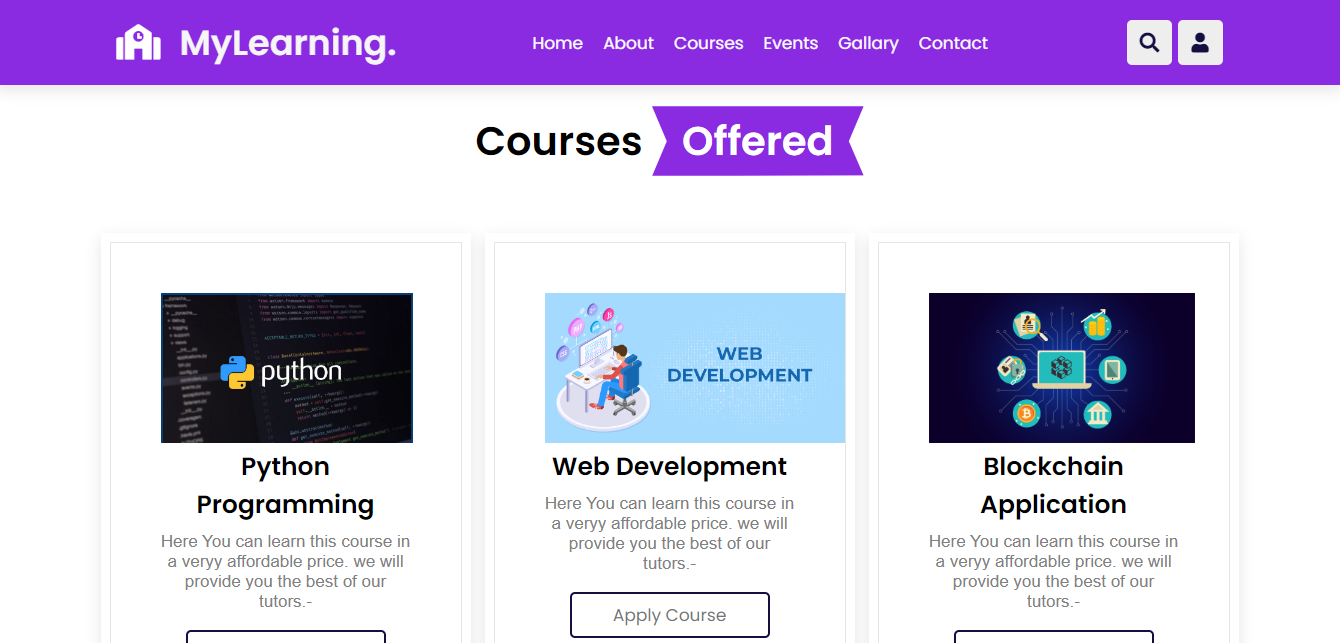 MyLearning.
Home About Courses Events Gallary Contact
Courses Offered
python
WEB
DEVELOPMENT
Python
Programming
Here You can learn this course in
a veryy affordable price. we will
provide you the best of our
tutors.-
Web Development
Here You can learn this course in
a veryy affordable price. we will
provide you the best of our
tutors.-
Apply Course
Blockchain
Application
Here You can learn this course in
a veryy affordable price. we will
provide you the best of our
tutors.-